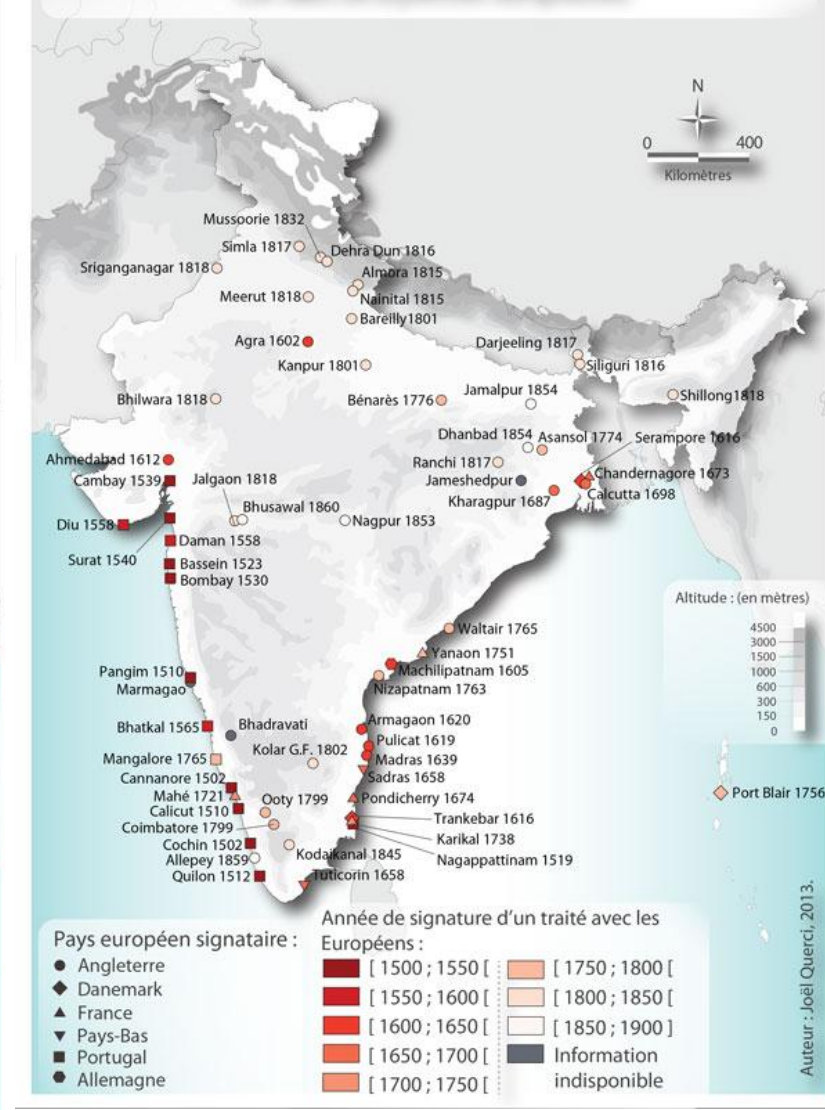 N
0 400
Kilomètres
Mussoorie 1832
Simla 1817
Dehra Dun 1816
Sriganganagar 1818
Almora 1815
Meerut 1818
Nainital 1815
Bareilly1801
Agra 1602
Darjeeling 1817
Kanpur 1801
Siliguri 1816
Bhilwara 1818
Bénarès 1776
Jamalpur 1854
Shillong1818
Dhanbad 1854
Asansol 1774
Serampore 1616
Ahmedabad 1612
Ranchi 1817
Cambay 1539
Jalgaon 1818
Jameshedpur
Chandernagore 1673
Kharagpur 1687
Calcutta 1698
Bhusawal 1860
Diu 1558
Nagpur 1853
Daman 1558
Surat 1540
Bassein 1523
Bombay 1530
Altitude : (en mètres)
4500
3000
1500
1000
600
300
150
0
Waltair 1765
Yanaon 1751
Pangim 1510
Machilipatnam 1605
Marmagao
Nizapatnam 1763
Bhatkal 1565
Bhadravati
Armagaon 1620
Kolar G.F. 1802
Pulicat 1619
Mangalore 1765
Madras 1639
Cannanore 1502
Sadras 1658
Port Blair 1756
Mahé 1721
Ooty 1799
Pondicherry 1674
Calicut 1510
Trankebar 1616
Coimbatore 1799
Karikal 1738
Cochin 1502
Nagappattinam 1519
Allepey 1859
Kodaikanal 1845
Quilon 1512
Tuticorin 1658
Pays européen signataire :
Angleterre
Danemark
France
Pays-Bas
Portugal
Allemagne
Année de signature d'un traité avec les
Européens :
[ 1500 ; 1550 [
[ 1550 ; 1600 [
[ 1600 ; 1650 [
[ 1650 ; 1700 [
[ 1700 ; 1750 [
[ 1750 ; 1800 [
[ 1800 ; 1850 [
[ 1850 ; 1900 ]
Information
indisponible
Auteur : Joël Querci, 2013.